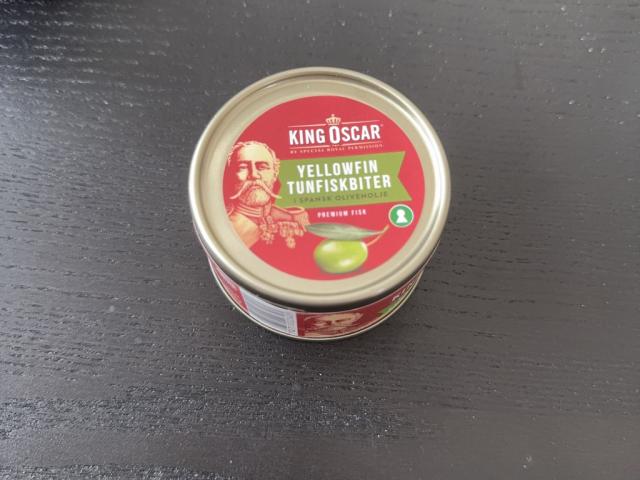 KING OSCAR
BY SPECIAL ROYAL PERMISSION
YELLOWFIN
TUNFISKBITER
I SPANSK OLIVENOLJE
PREMIUM FISK